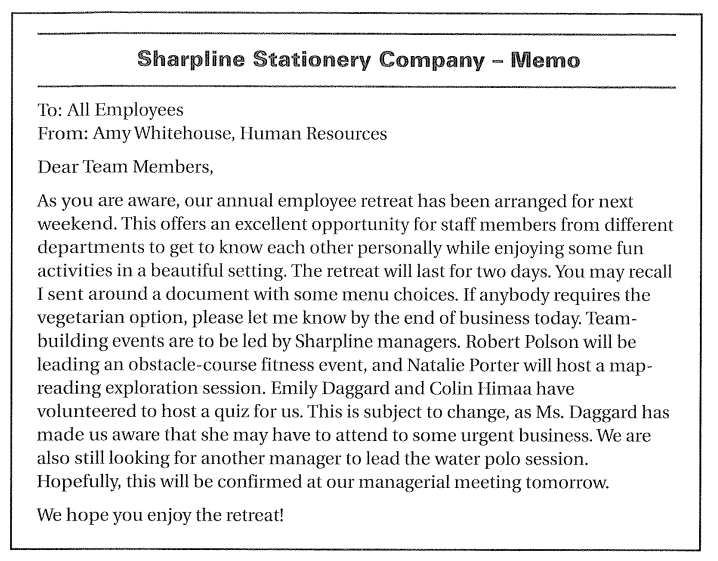 Sharpline Stationery Company – Memo
To: All Employees
From: Amy Whitehouse, Human Resources
Dear Team Members,
As you are aware, our annual employee retreat has been arranged for next
weekend. This offers an excellent opportunity for staff members from different
departments to get to know each other personally while enjoying some fun
activities in a beautiful setting. The retreat will last for two days. You may recall
I sent around a document with some menu choices. If anybody requires the
vegetarian option, please let me know by the end of business today. Team-
building events are to be led by Sharpline managers. Robert Polson will be
leading an obstacle-course fitness event, and Natalie Porter will host a map-
reading exploration session. Emily Daggard and Colin Himaa have
volunteered to host a quiz for us. This is subject to change, as Ms. Daggard has
made us aware that she may have to attend to some urgent business. We are
also still looking for another manager to lead the water polo session.
Hopefully, this will be confirmed at our managerial meeting tomorrow.
We hope you enjoy the retreat!